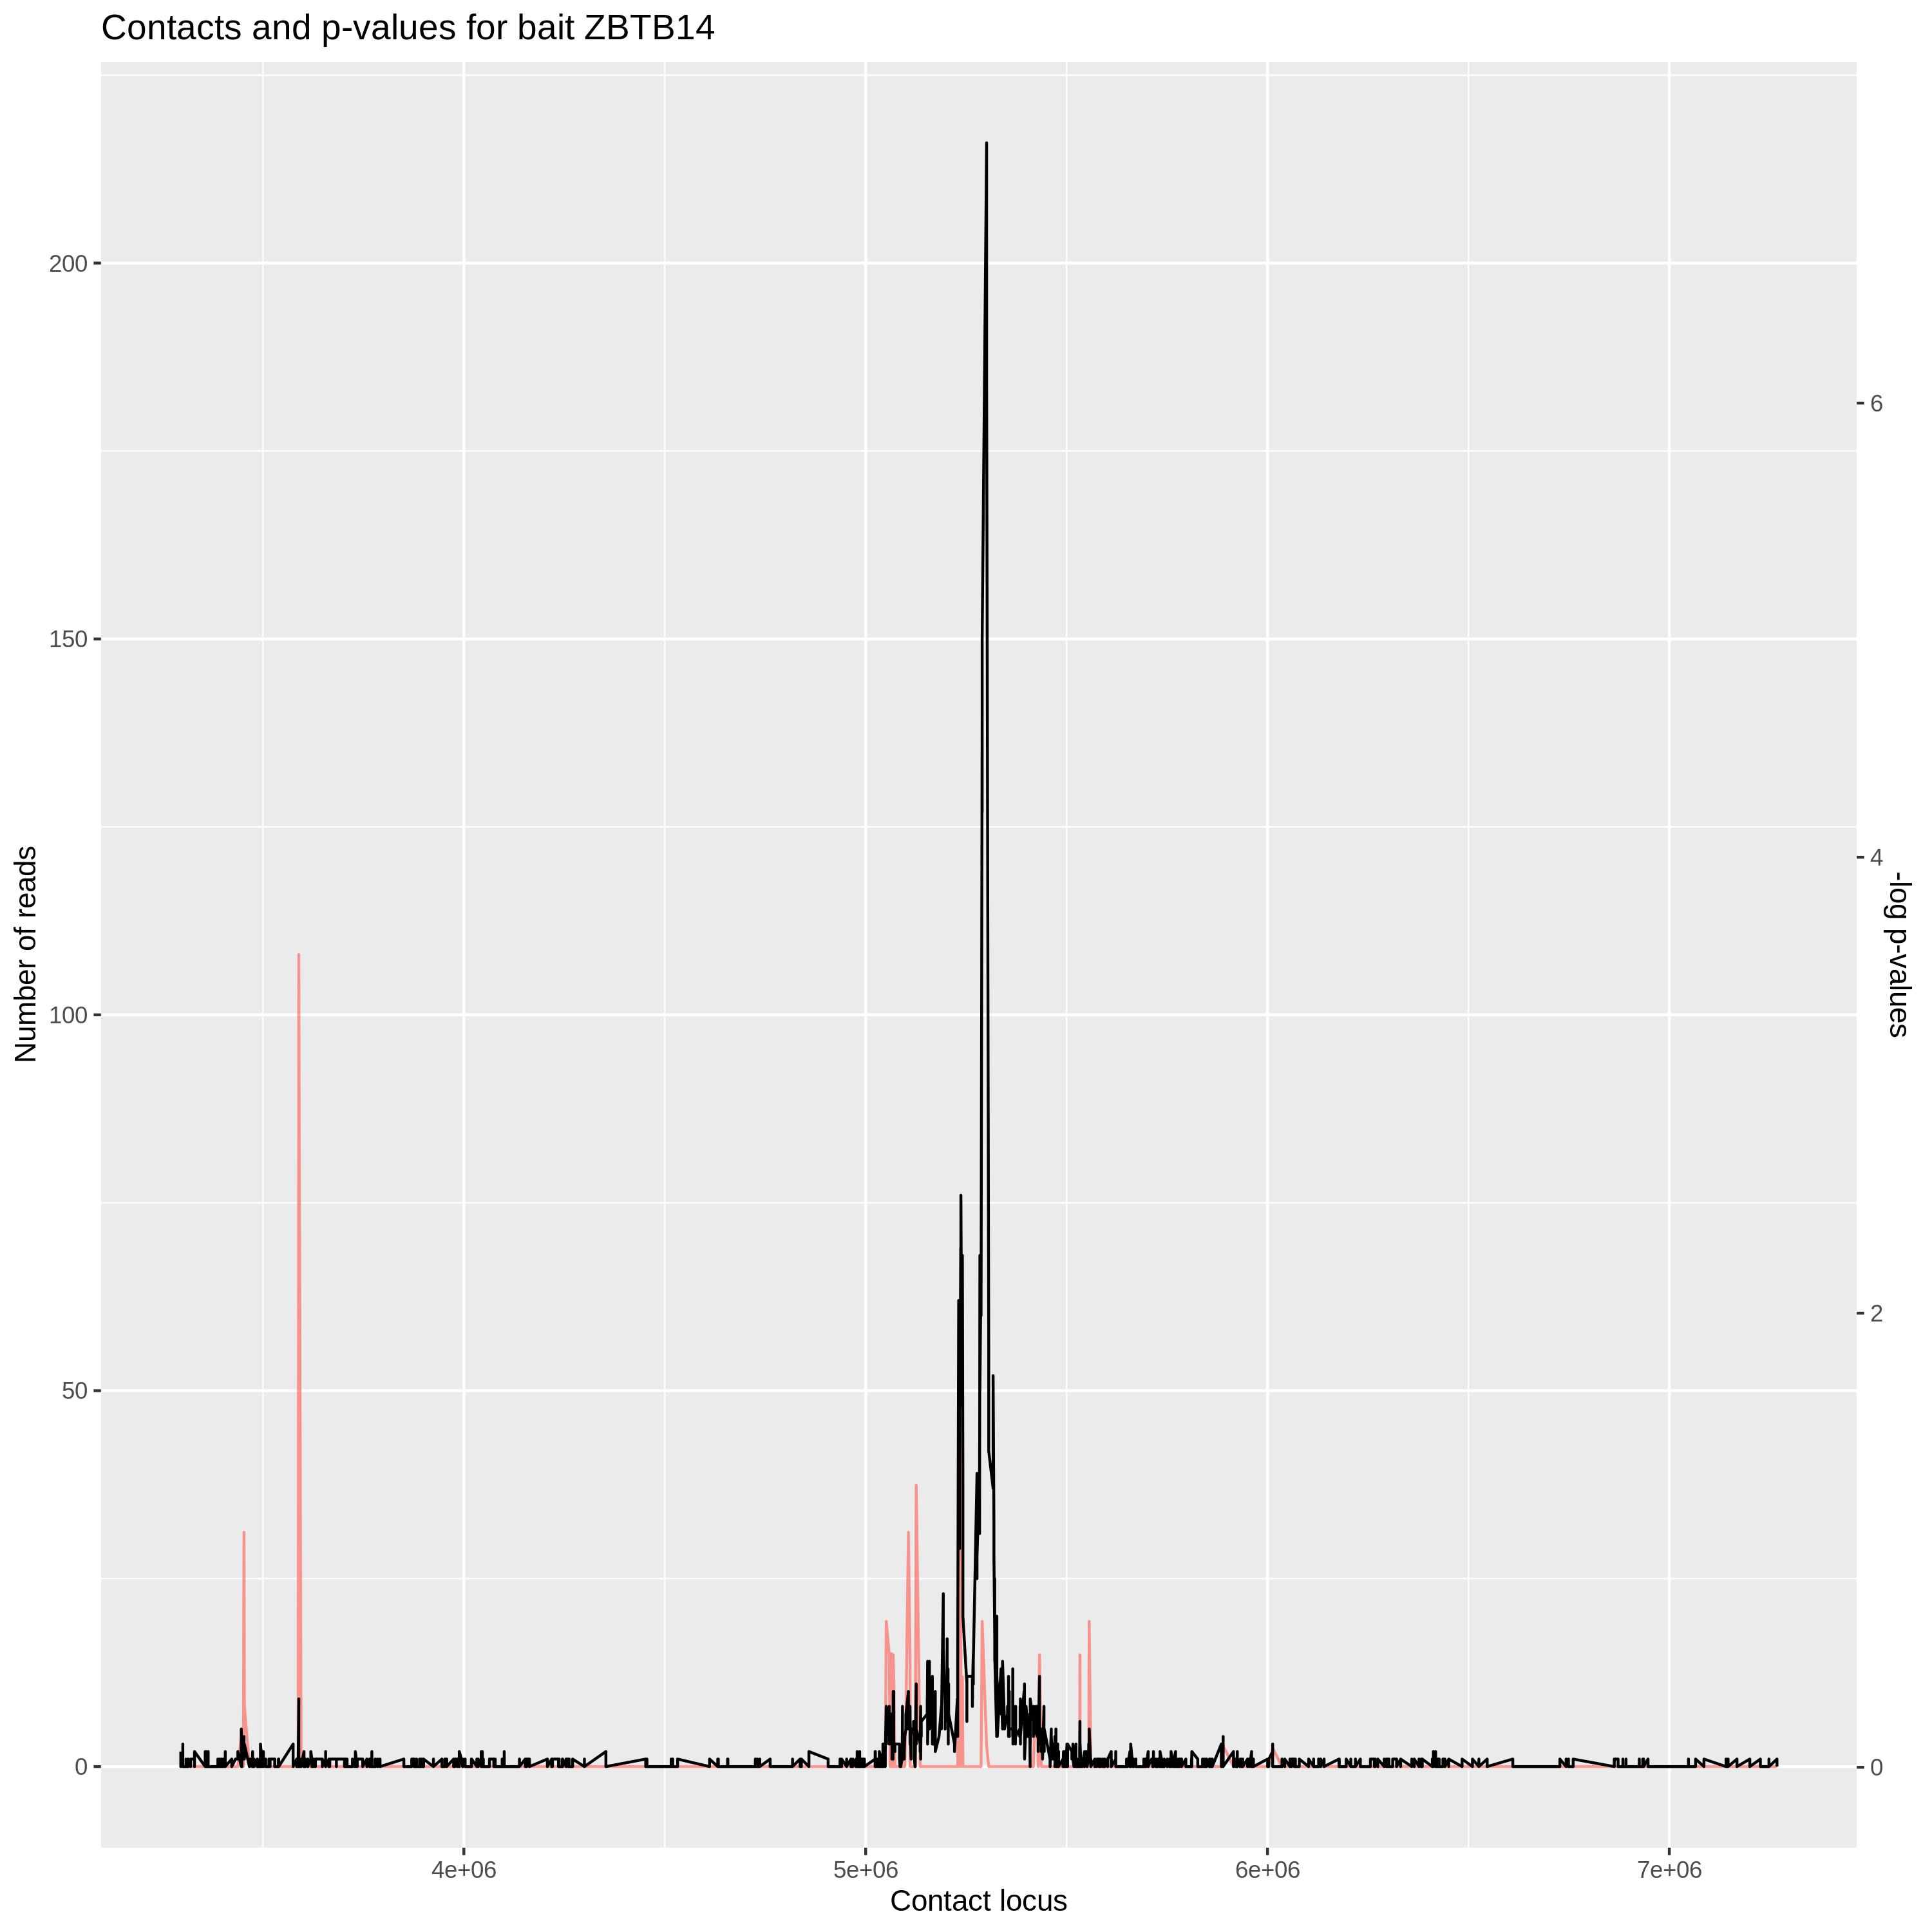 Contacts and p-values for bait ZBTB14
Number of reads
200
150
100
50
0
6
4
2
0
-log p-values
4e+06
5e+06
6e+06
7e+06
Contact locus